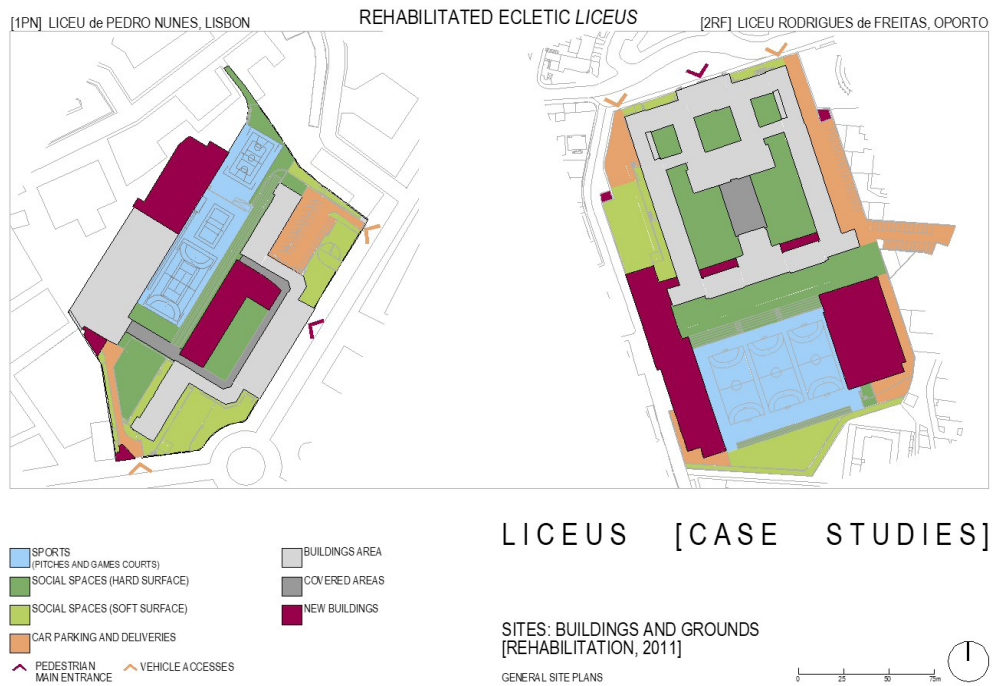 [1PN] LICEU de PEDRO NUNES, LISBON
REHABILITATED ECLETIC LICEUS
[2RF] LICEU RODRIGUES de FREITAS, OPORTO
LICEUS [CASE STUDIES]
SPORTS
(PITCHES AND GAMES COURTS)
SOCIAL SPACES (HARD SURFACE)
SOCIAL SPACES (SOFT SURFACE)
CAR PARKING AND DELIVERIES
PEDESTRIAN
MAIN ENTRANCE
VEHICLE ACCESSES
BUILDINGS AREA
COVERED AREAS
NEW BUILDINGS
SITES: BUILDINGS AND GROUNDS
[REHABILITATION, 2011]
GENERAL SITE PLANS
0 25 50 75m